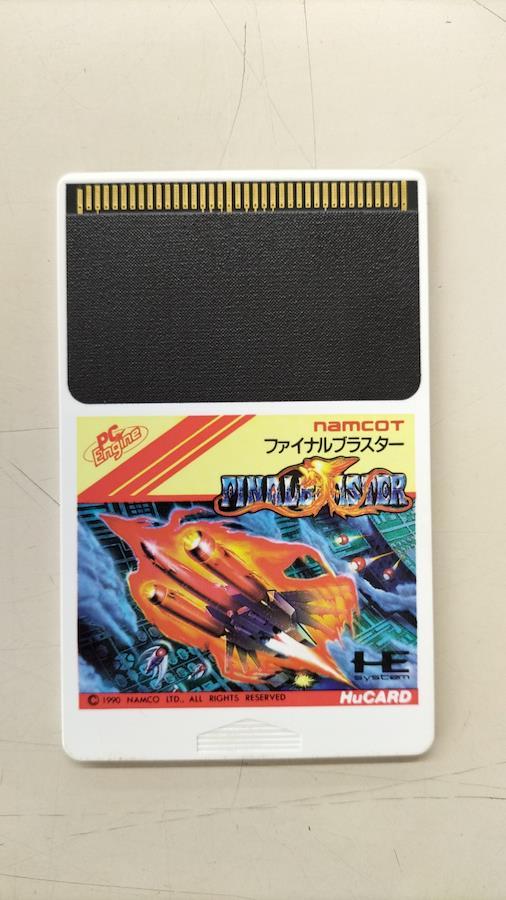 PC Engine
namcot
ファイナルブラスター
FINAL BLASTER
HE
system
© 1990 NAMCO LTD., ALL RIGHTS RESERVED
HuCARD